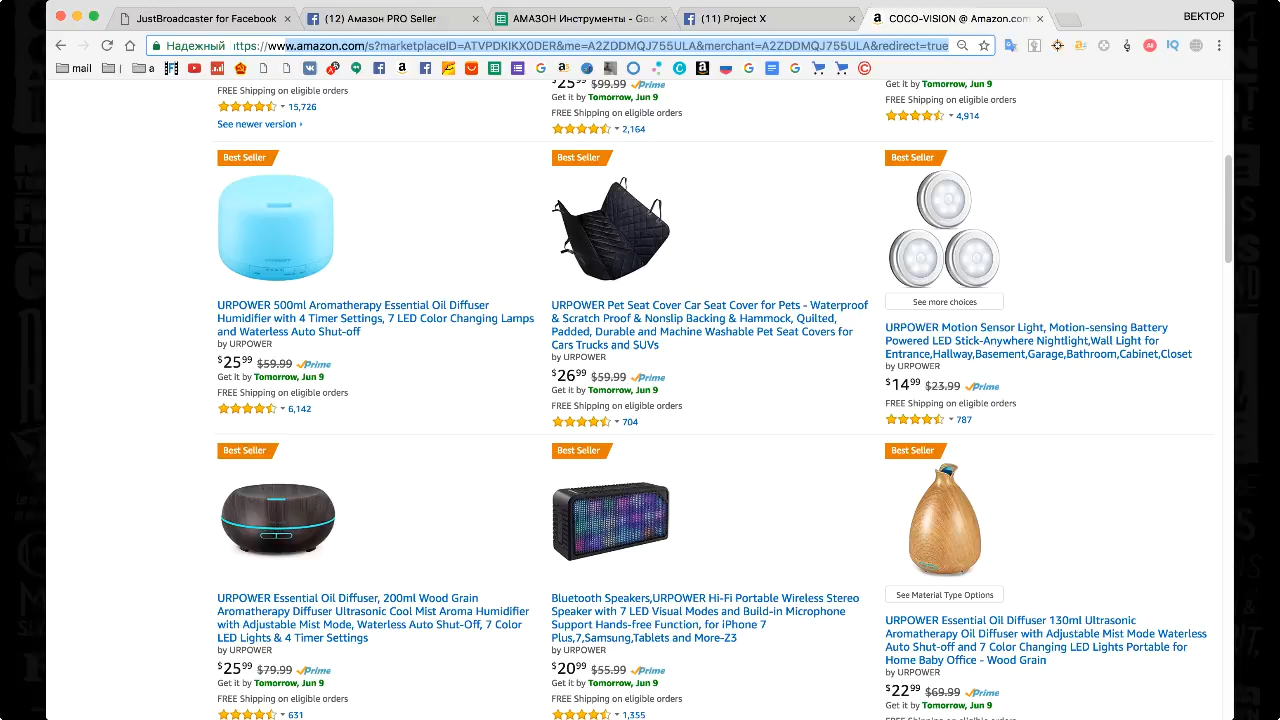 JustBroadcaster for Facebook
(12) Амазон PRO Seller
АМАЗОН Инструменты - Goo
(11) Project X
COCO-VISION @ Amazon.com
ВЕКТОР
Надежный
https://www.amazon.com/s?marketplaceID=ATVPDKIKX0DER&me=A2ZDDMQJ755ULA&merchant=A2ZDDMQJ755ULA&redirect=true
mail
a
FREE Shipping on eligible orders
15,726
See newer version ›
$25 99 $99.99 Prime
Get it by Tomorrow, Jun 9
FREE Shipping on eligible orders
2,164
Get it by Tomorrow, Jun 9
FREE Shipping on eligible orders
4,914
Best Seller
URPOWER 500ml Aromatherapy Essential Oil Diffuser
Humidifier with 4 Timer Settings, 7 LED Color Changing Lamps
and Waterless Auto Shut-off
by URPOWER
$25 99 $59.99 Prime
Get it by Tomorrow, Jun 9
FREE Shipping on eligible orders
6,142
Best Seller
URPOWER Pet Seat Cover Car Seat Cover for Pets - Waterproof
& Scratch Proof & Nonslip Backing & Hammock, Quilted,
Padded, Durable and Machine Washable Pet Seat Covers for
Cars Trucks and SUVs
by URPOWER
$26 99 $59.99 Prime
Get it by Tomorrow, Jun 9
FREE Shipping on eligible orders
704
Best Seller
See more choices
URPOWER Motion Sensor Light, Motion-sensing Battery
Powered LED Stick-Anywhere Nightlight,Wall Light for
Entrance,Hallway,Basement,Garage,Bathroom,Cabinet,Closet
by URPOWER
$14 99 $23.99 Prime
Get it by Tomorrow, Jun 9
FREE Shipping on eligible orders
787
Best Seller
URPOWER Essential Oil Diffuser, 200ml Wood Grain
Aromatherapy Diffuser Ultrasonic Cool Mist Aroma Humidifier
with Adjustable Mist Mode, Waterless Auto Shut-Off, 7 Color
LED Lights & 4 Timer Settings
by URPOWER
$25 99 $79.99 Prime
Get it by Tomorrow, Jun 9
FREE Shipping on eligible orders
631
Best Seller
Bluetooth Speakers,URPOWER Hi-Fi Portable Wireless Stereo
Speaker with 7 LED Visual Modes and Build-in Microphone
Support Hands-free Function, for iPhone 7
Plus,7,Samsung,Tablets and More-Z3
by URPOWER
$20 99 $55.99 Prime
Get it by Tomorrow, Jun 9
FREE Shipping on eligible orders
1,355
Best Seller
See Material Type Options
URPOWER Essential Oil Diffuser 130ml Ultrasonic
Aromatherapy Oil Diffuser with Adjustable Mist Mode Waterless
Auto Shut-off and 7 Color Changing LED Lights Portable for
Home Baby Office - Wood Grain
by URPOWER
$22 99 $69.99 Prime
Get it by Tomorrow, Jun 9